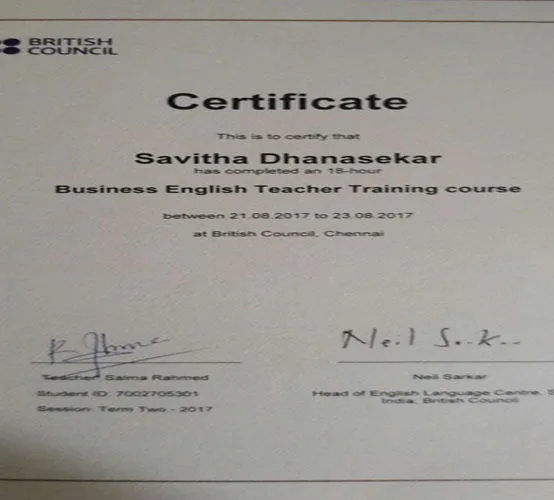 BRITISH
COUNCIL
Certificate
This is to certify that
Savitha Dhanasekar
has completed an 18-hour
Business English Teacher Training course
between 21.08.2017 to 23.08.2017
at British Council, Chennai
Neil Sarkar
Teacher: Salma Rahmed
Neil Sarkar
Student ID: 7002705301
Head of English Language Centre, S
India, British Council
Session: Term Two - 2017